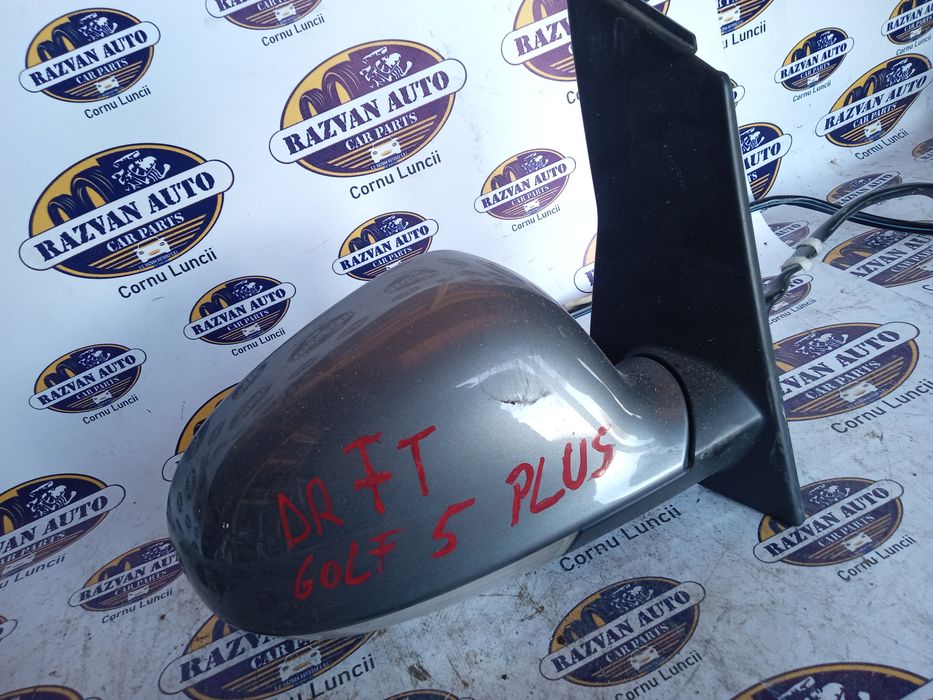 RAZVAN AUTO
CAR PARTS
Cornu Luncii
DR FT
GOLF 5 PLUS